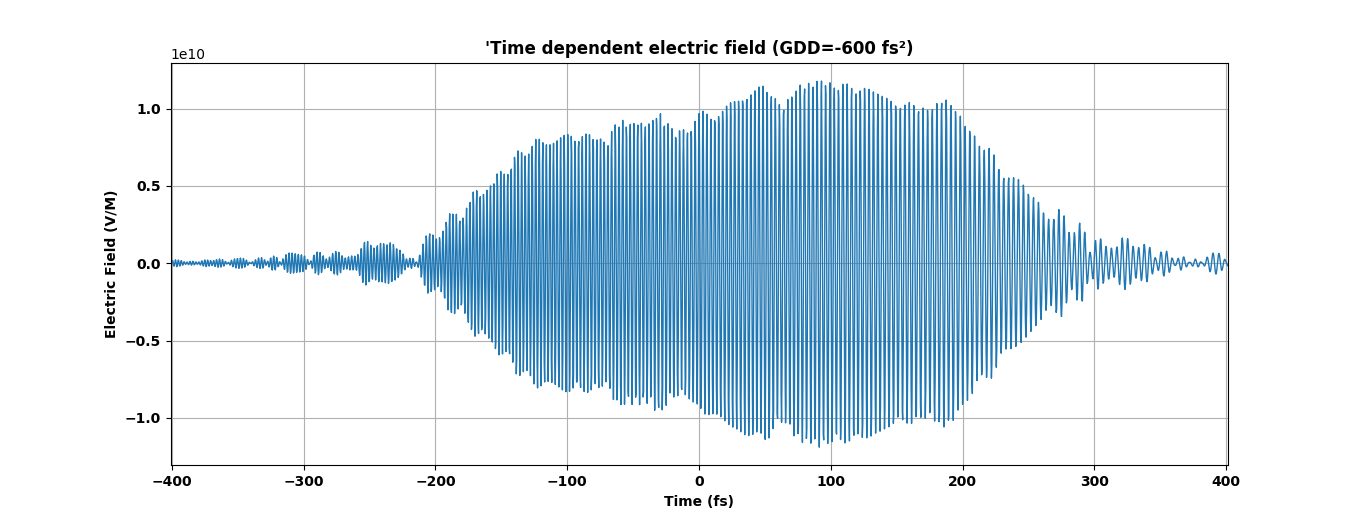 'Time dependent electric field (GDD=-600 fs²)
1e10
1.0
0.5
0.0
−0.5
−1.0
Electric Field (V/M)
−400 −300 −200 −100 0 100 200 300 400
Time (fs)